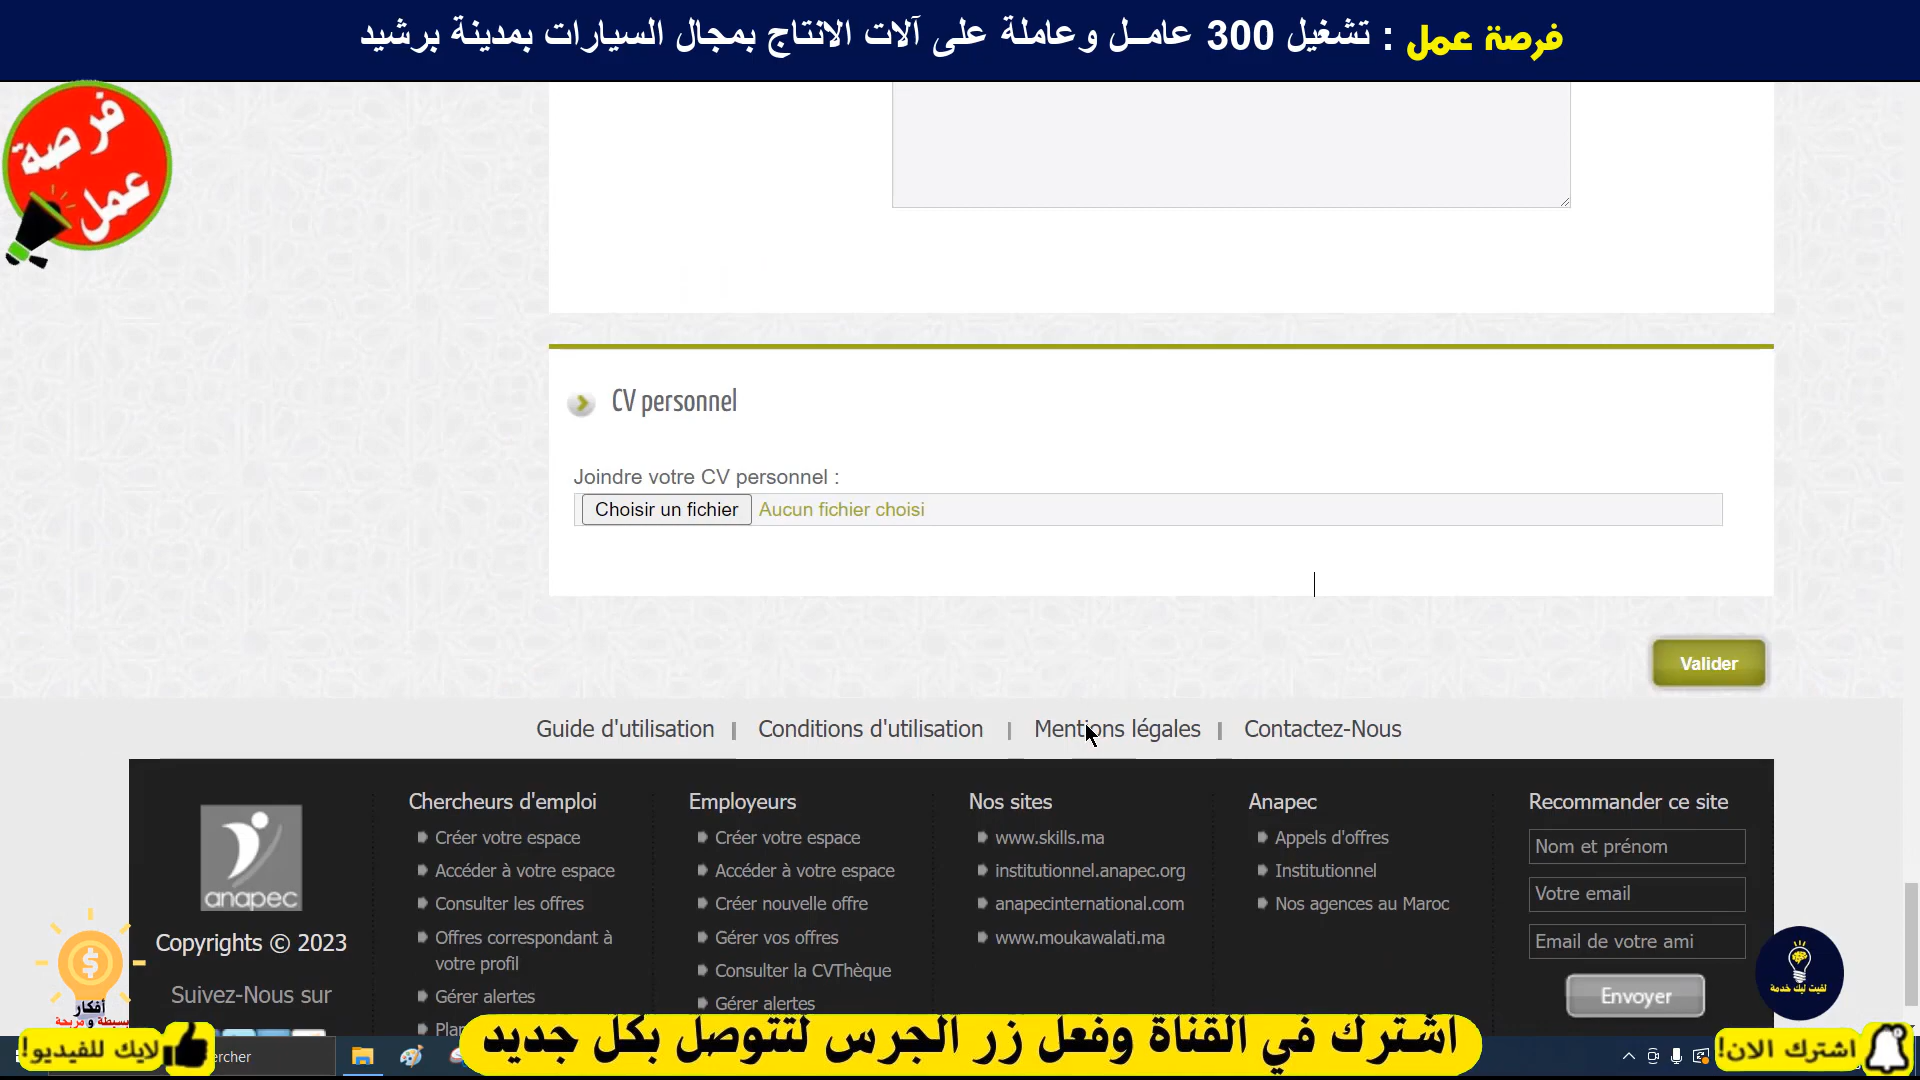 فرصة عمل : تشغيل 300 عامــل وعاملة على آلات الانتاج بمجال السيارات بمدينة برشيد
فرصة
عمل
CV personnel
Joindre votre CV personnel :
Choisir un fichier Aucun fichier choisi
Valider
Guide d'utilisation | Conditions d'utilisation | Mentions légales | Contactez-Nous
anapec
Copyrights © 2023
Suivez-Nous sur
Chercheurs d'emploi
Créer votre espace
Accéder à votre espace
Consulter les offres
Offres correspondant à
votre profil
Gérer alertes
Employeurs
Créer votre espace
Accéder à votre espace
Créer nouvelle offre
Gérer vos offres
Consulter la CVThèque
Gérer alertes
Nos sites
www.skills.ma
institutionnel.anapec.org
anapecinternational.com
www.moukawalati.ma
Anapec
Appels d'offres
Institutionnel
Nos agences au Maroc
Recommander ce site
Nom et prénom
Votre email
Email de votre ami
Envoyer
أفكار
بسيطة و مربحة
لقيت ليك خدمة
لايك للفيديو!
اشترك في القناة وفعل زر الجرس لتتوصل بكل جديد
اشترك الان!